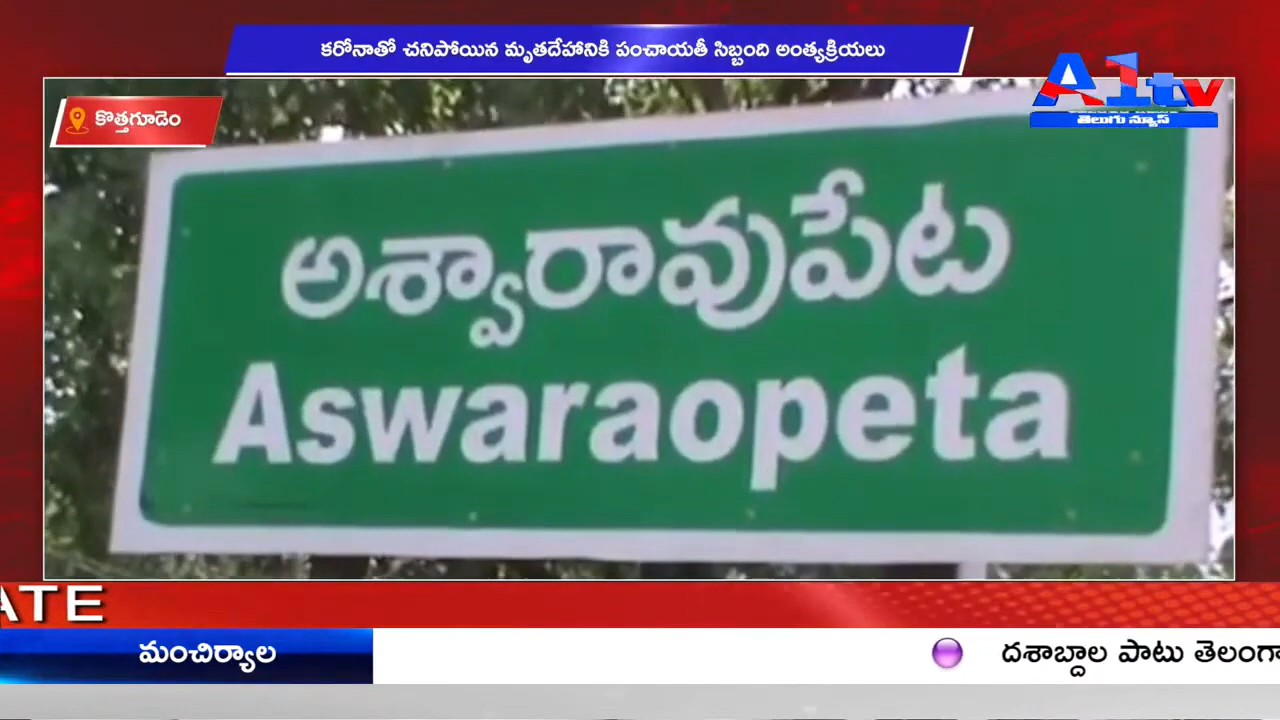 కరోనాతో చనిపోయిన మృతదేహానికి పంచాయతీ సిబ్బంది అంత్యక్రియలు
A1tv
తెలుగు న్యూస్
కొత్తగూడెం
అశ్వారావుపేట
Aswaraopeta
ATE
మంచిర్యాల
దశాబ్దాల పాటు తెలంగా